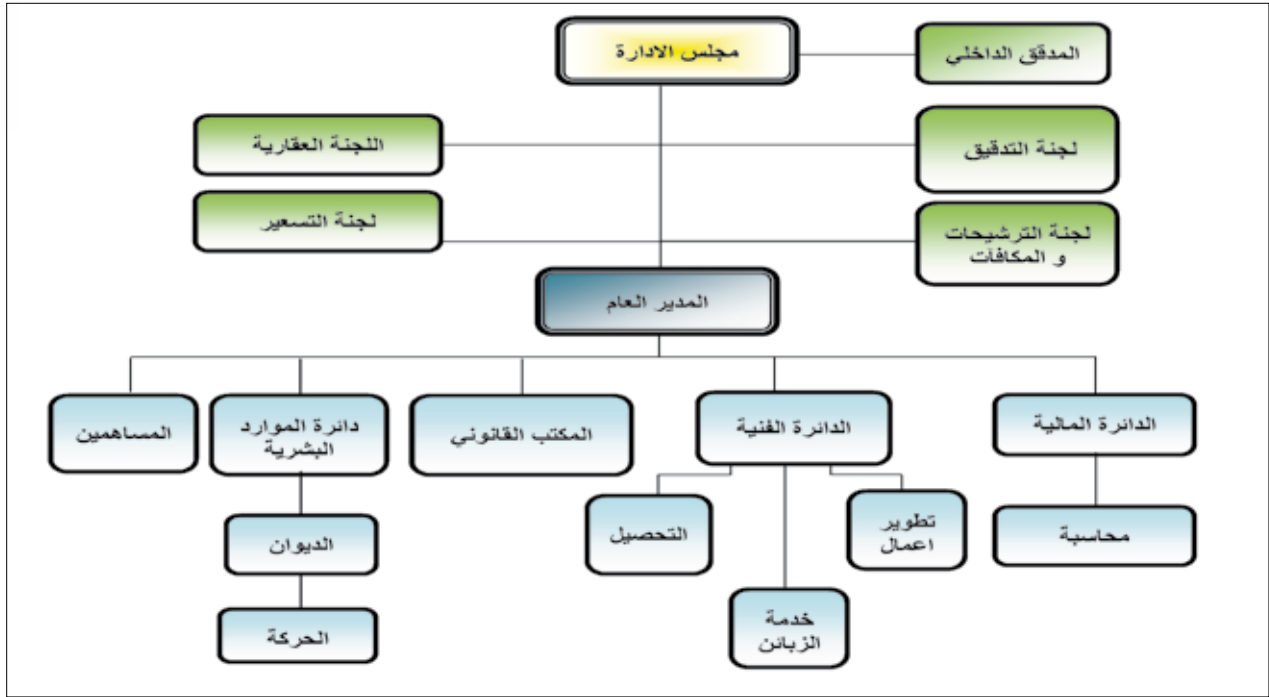 مجلس الادارة
المدقق الداخلي
لجنة التدقيق
اللجنة العقارية
لجنة الترشيحات
و المكافات
لجنة التسعير
المدير العام
الدائرة المالية
الدائرة الفنية
المكتب القانوني
دائرة الموارد
البشرية
المساهمين
محاسبة
تطوير
اعمال
خدمة
الزبائن
التحصيل
الديوان
الحركة